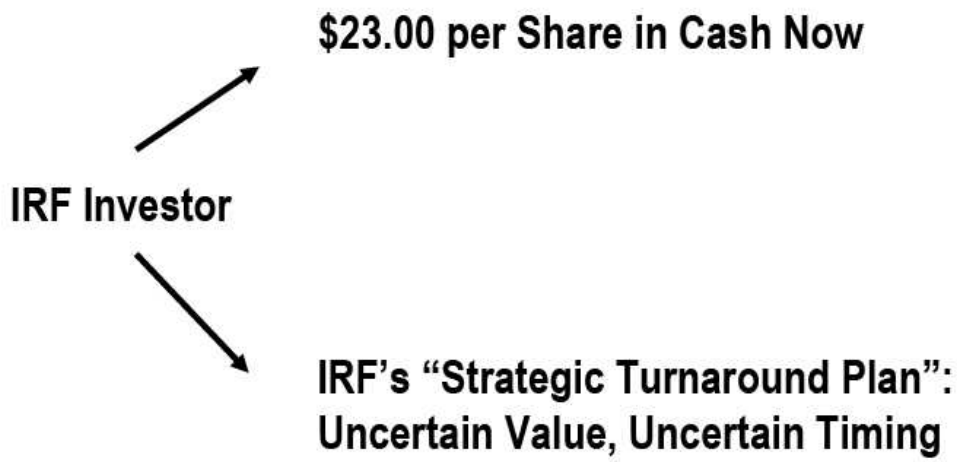 $23.00 per Share in Cash Now
IRF Investor
IRF’s “Strategic Turnaround Plan”:
Uncertain Value, Uncertain Timing